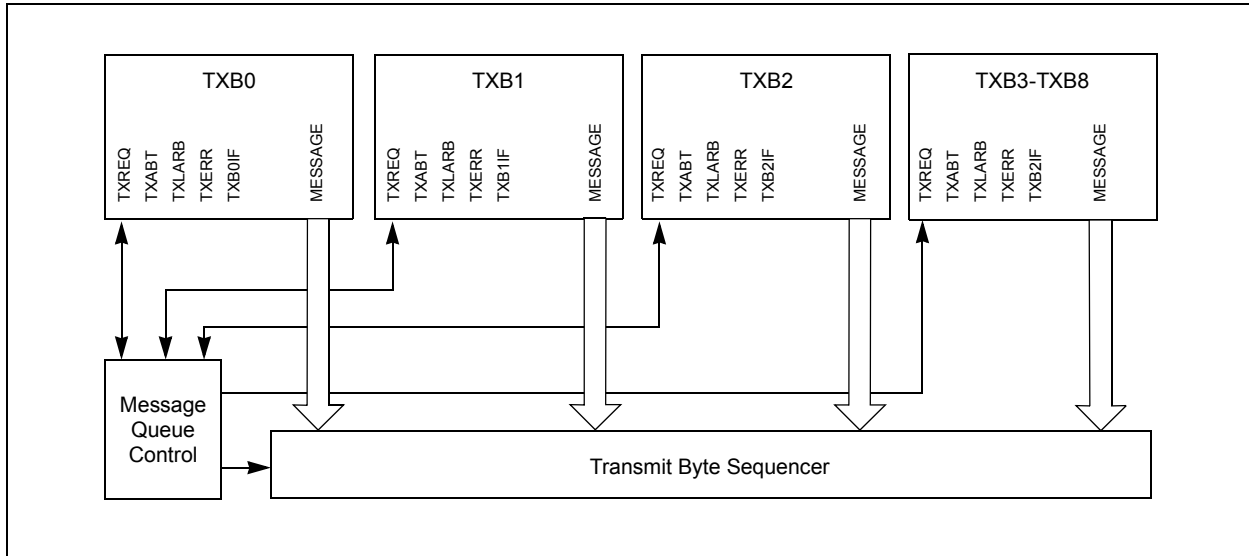 TXB0
TXREQ
TXABT
TXLARB
TXERR
TXB0IF
MESSAGE
TXB1
TXREQ
TXABT
TXLARB
TXERR
TXB1IF
MESSAGE
TXB2
TXREQ
TXABT
TXLARB
TXERR
TXB2IF
MESSAGE
TXB3-TXB8
TXREQ
TXABT
TXLARB
TXERR
TXB2IF
MESSAGE
Message
Queue
Control
Transmit Byte Sequencer